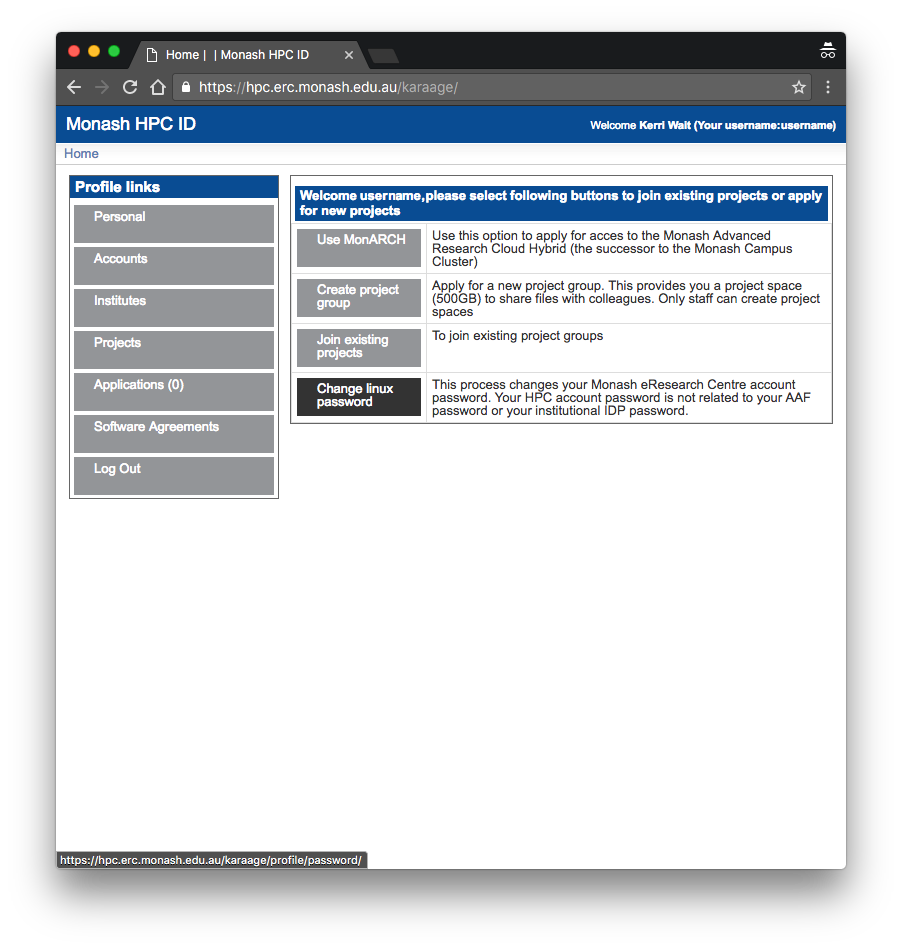 Home | | Monash HPC ID
https://hpc.erc.monash.edu.au/karaage/
Monash HPC ID
Welcome Kerri Wait (Your username:username)
Home
Profile links
Personal
Accounts
Institutes
Projects
Applications (0)
Software Agreements
Log Out
Welcome username,please select following buttons to join existing projects or apply
for new projects
Use MonARCH
Use this option to apply for acces to the Monash Advanced
Research Cloud Hybrid (the successor to the Monash Campus
Cluster)
Create project
group
Apply for a new project group. This provides you a project space
(500GB) to share files with colleagues. Only staff can create project
spaces
Join existing
projects
To join existing project groups
Change linux
password
This process changes your Monash eResearch Centre account
password. Your HPC account password is not related to your AAF
password or your institutional IDP password.
https://hpc.erc.monash.edu.au/karaage/profile/password/